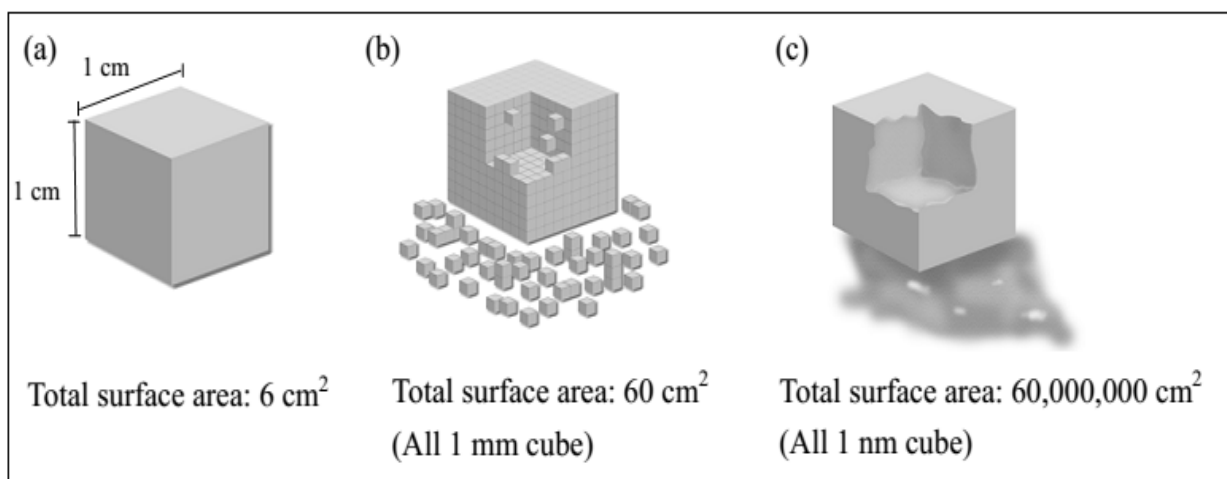 (a)
1 cm
1 cm
Total surface area: 6 cm²
(b)
Total surface area: 60 cm²
(All 1 mm cube)
(c)
Total surface area: 60,000,000 cm²
(All 1 nm cube)